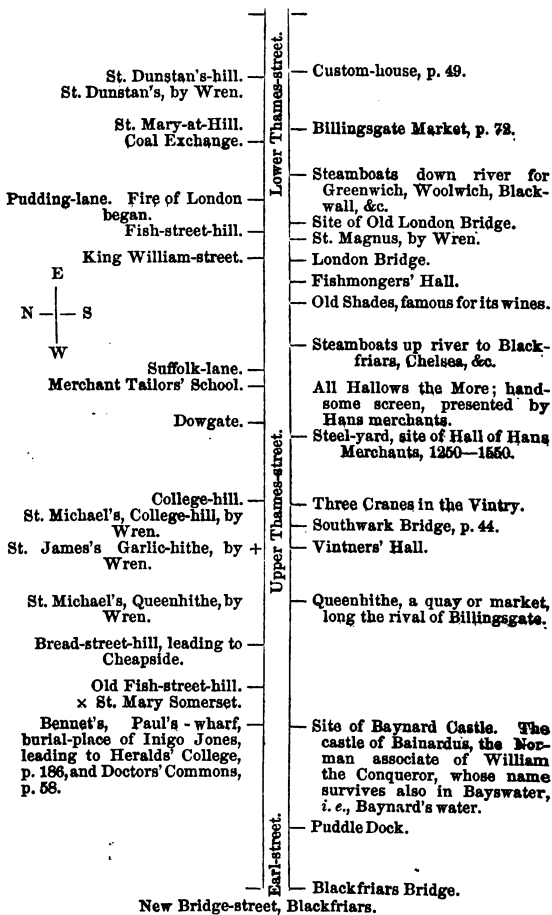 St. Dunstan's-hill.
St. Dunstan's, by Wren.
St. Mary-at-Hill.
Coal Exchange.
Pudding-lane. Fire of London
began.
Fish-street-hill.
King William-street.
E
N S
W
Suffolk-lane.
Merchant Tailors' School.
Dowgate.
College-hill.
St. Michael's, College-hill, by
Wren.
St. James's Garlic-hithe, by +
Wren.
St. Michael's, Queenhithe, by
Wren.
Bread-street-hill, leading to
Cheapside.
Old Fish-street-hill.
x St. Mary Somerset.
Bennet's, Paul's-wharf,
burial-place of Inigo Jones,
leading to Heralds' College,
p. 186, and Doctors' Commons,
p. 58.
Lower Thames-street.
Upper Thames-street.
Earl-street.
Custom-house, p. 49.
Billingsgate Market, p. 72.
Steamboats down river for
Greenwich, Woolwich, Black-
wall, &c.
Site of Old London Bridge.
St. Magnus, by Wren.
London Bridge.
Fishmongers' Hall.
Old Shades, famous for its wines.
Steamboats up river to Black-
friars, Chelsea, &c.
All Hallows the More; hand-
some screen, presented by
Hans merchants.
Steel-yard, site of Hall of Hans
Merchants, 1250—1550.
Three Cranes in the Vintry.
Southwark Bridge, p. 44.
Vintners' Hall.
Queenhithe, a quay or market,
long the rival of Billingsgate.
Site of Baynard Castle. The
castle of Bainardus, the Nor-
man associate of William
the Conqueror, whose name
survives also in Bayswater,
i. e., Baynard's water.
Puddle Dock.
Blackfriars Bridge.
New Bridge-street, Blackfriars.